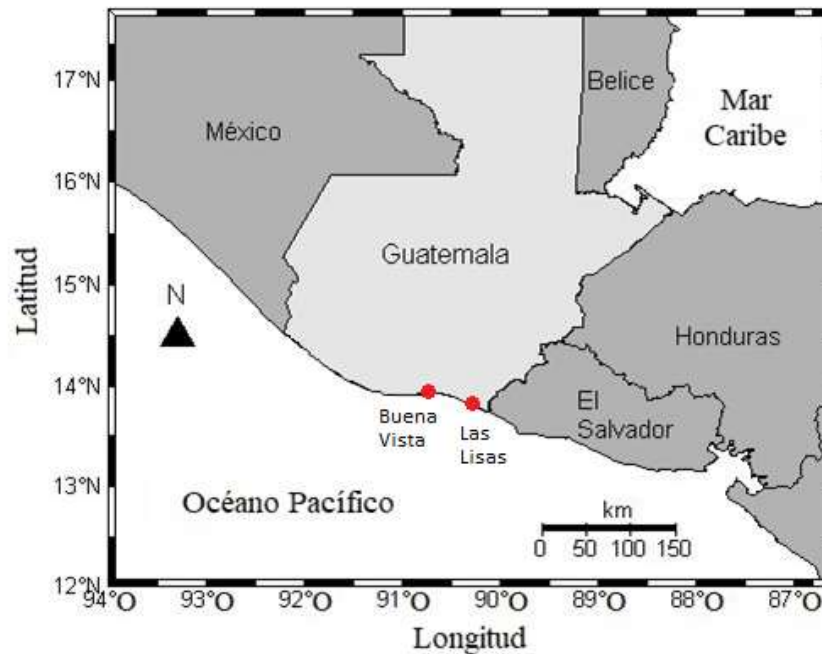 17°N
Belice
Mar
Caribe
México
16°N
Guatemala
Latitud
15°N
N
Honduras
14°N
Buena
Vista
Las
Lisas
El
Salvador
13°N
Océano Pacífico
km
0 50 100 150
12°N
94°O 93°O 92°O 91°O 90°O 89°O 88°O 87°O
Longitud